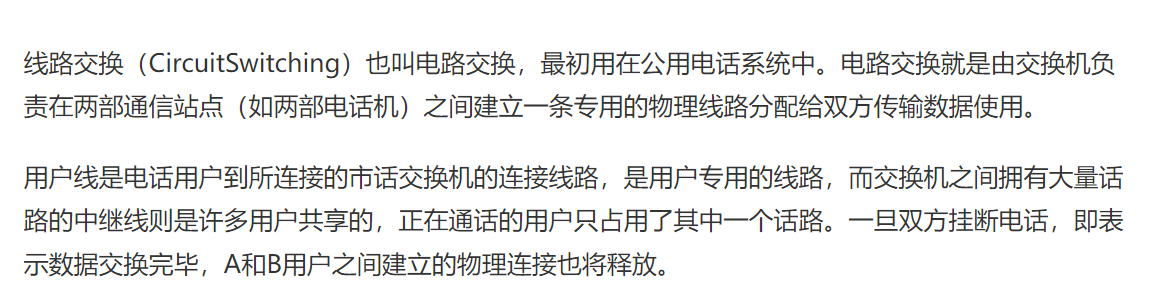 线路交换（CircuitSwitching）也叫电路交换，最初用在公用电话系统中。电路交换就是由交换机负
责在两部通信站点（如两部电话机）之间建立一条专用的物理线路分配给双方传输数据使用。
用户线是电话用户到所连接的市话交换机的连接线路，是用户专用的线路，而交换机之间拥有大量话
路的中继线则是许多用户共享的，正在通话的用户只占用了其中一个话路。一旦双方挂断电话，即表
示数据交换完毕，A和B用户之间建立的物理连接也将释放。